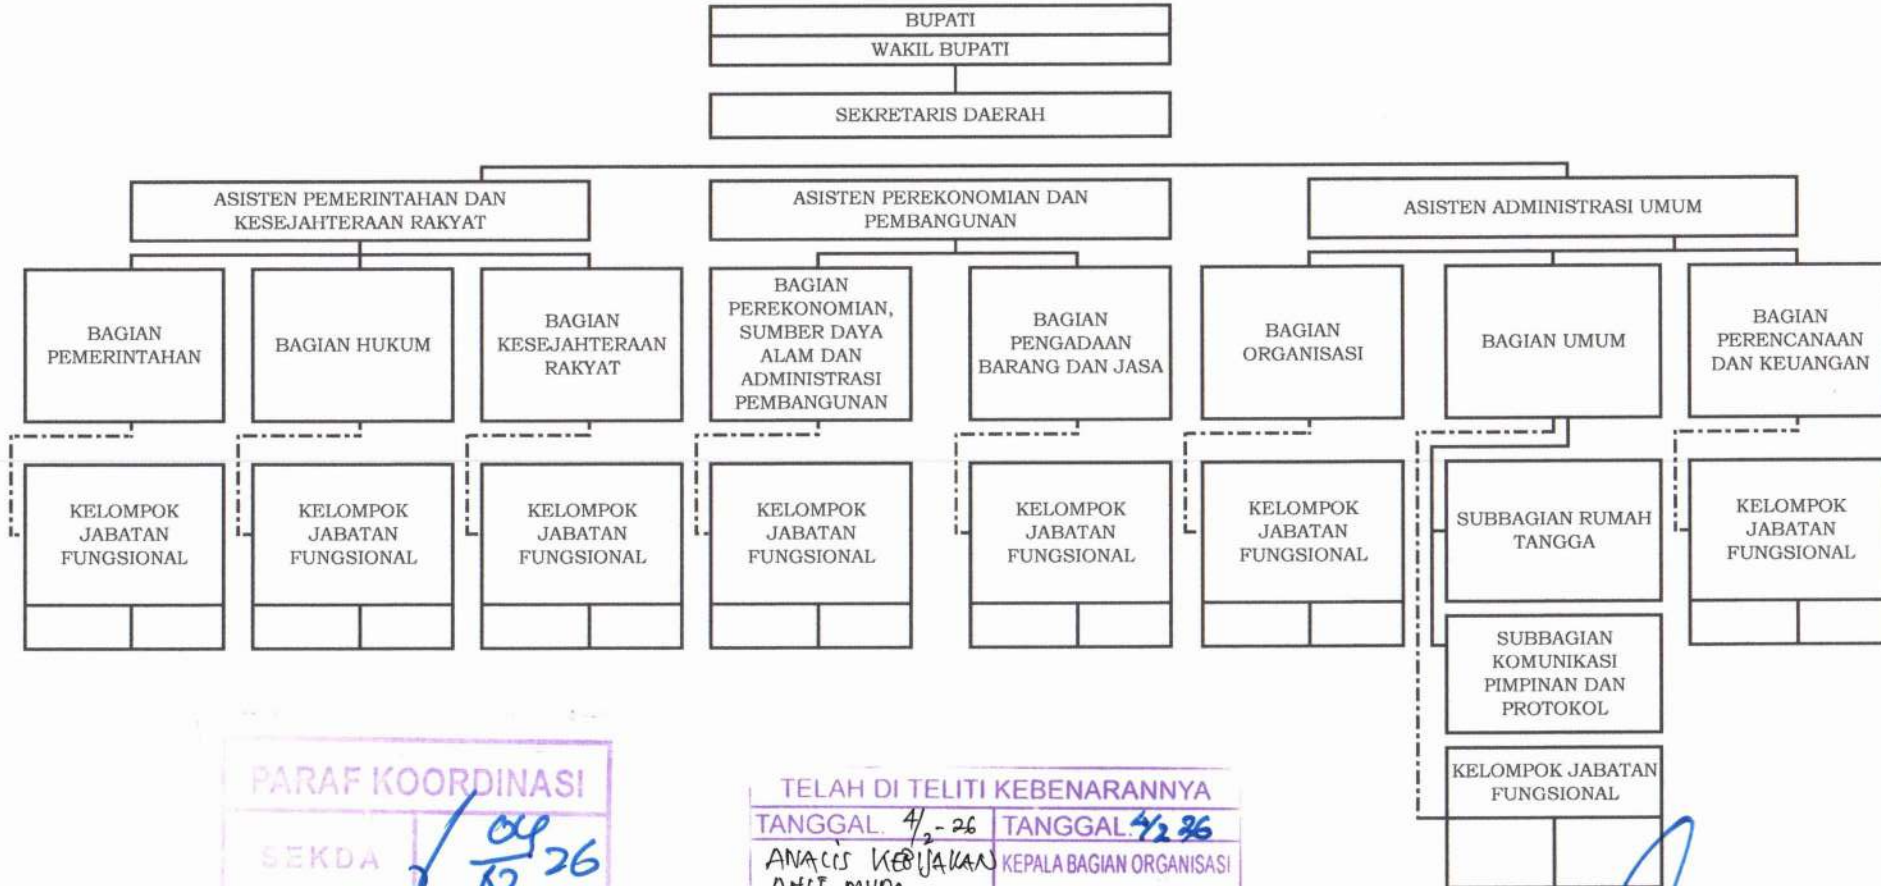 BUPATI
WAKIL BUPATI
SEKRETARIS DAERAH
ASISTEN PEMERINTAHAN DAN
KESEJAHTERAAN RAKYAT
ASISTEN PEREKONOMIAN DAN
PEMBANGUNAN
ASISTEN ADMINISTRASI UMUM
BAGIAN
PEMERINTAHAN
BAGIAN HUKUM
BAGIAN
KESEJAHTERAAN
RAKYAT
BAGIAN
PEREKONOMIAN,
SUMBER DAYA
ALAM DAN
ADMINISTRASI
PEMBANGUNAN
BAGIAN
PENGADAAN
BARANG DAN JASA
BAGIAN
ORGANISASI
BAGIAN UMUM
BAGIAN
PERENCANAAN
DAN KEUANGAN
KELOMPOK
JABATAN
FUNGSIONAL
KELOMPOK
JABATAN
FUNGSIONAL
KELOMPOK
JABATAN
FUNGSIONAL
KELOMPOK
JABATAN
FUNGSIONAL
KELOMPOK
JABATAN
FUNGSIONAL
KELOMPOK
JABATAN
FUNGSIONAL
SUBBAGIAN RUMAH
TANGGA
KELOMPOK
JABATAN
FUNGSIONAL
SUBBAGIAN
KOMUNIKASI
PIMPINAN DAN
PROTOKOL
KELOMPOK JABATAN
FUNGSIONAL
PARAF KOORDINASI
SEKDA
TELAH DI TELITI KEBENARANNYA
TANGGAL. 4/2-26
TANGGAL. 4/2 26
ANALIS KEBIJAKAN
KEPALA BAGIAN ORGANISASI